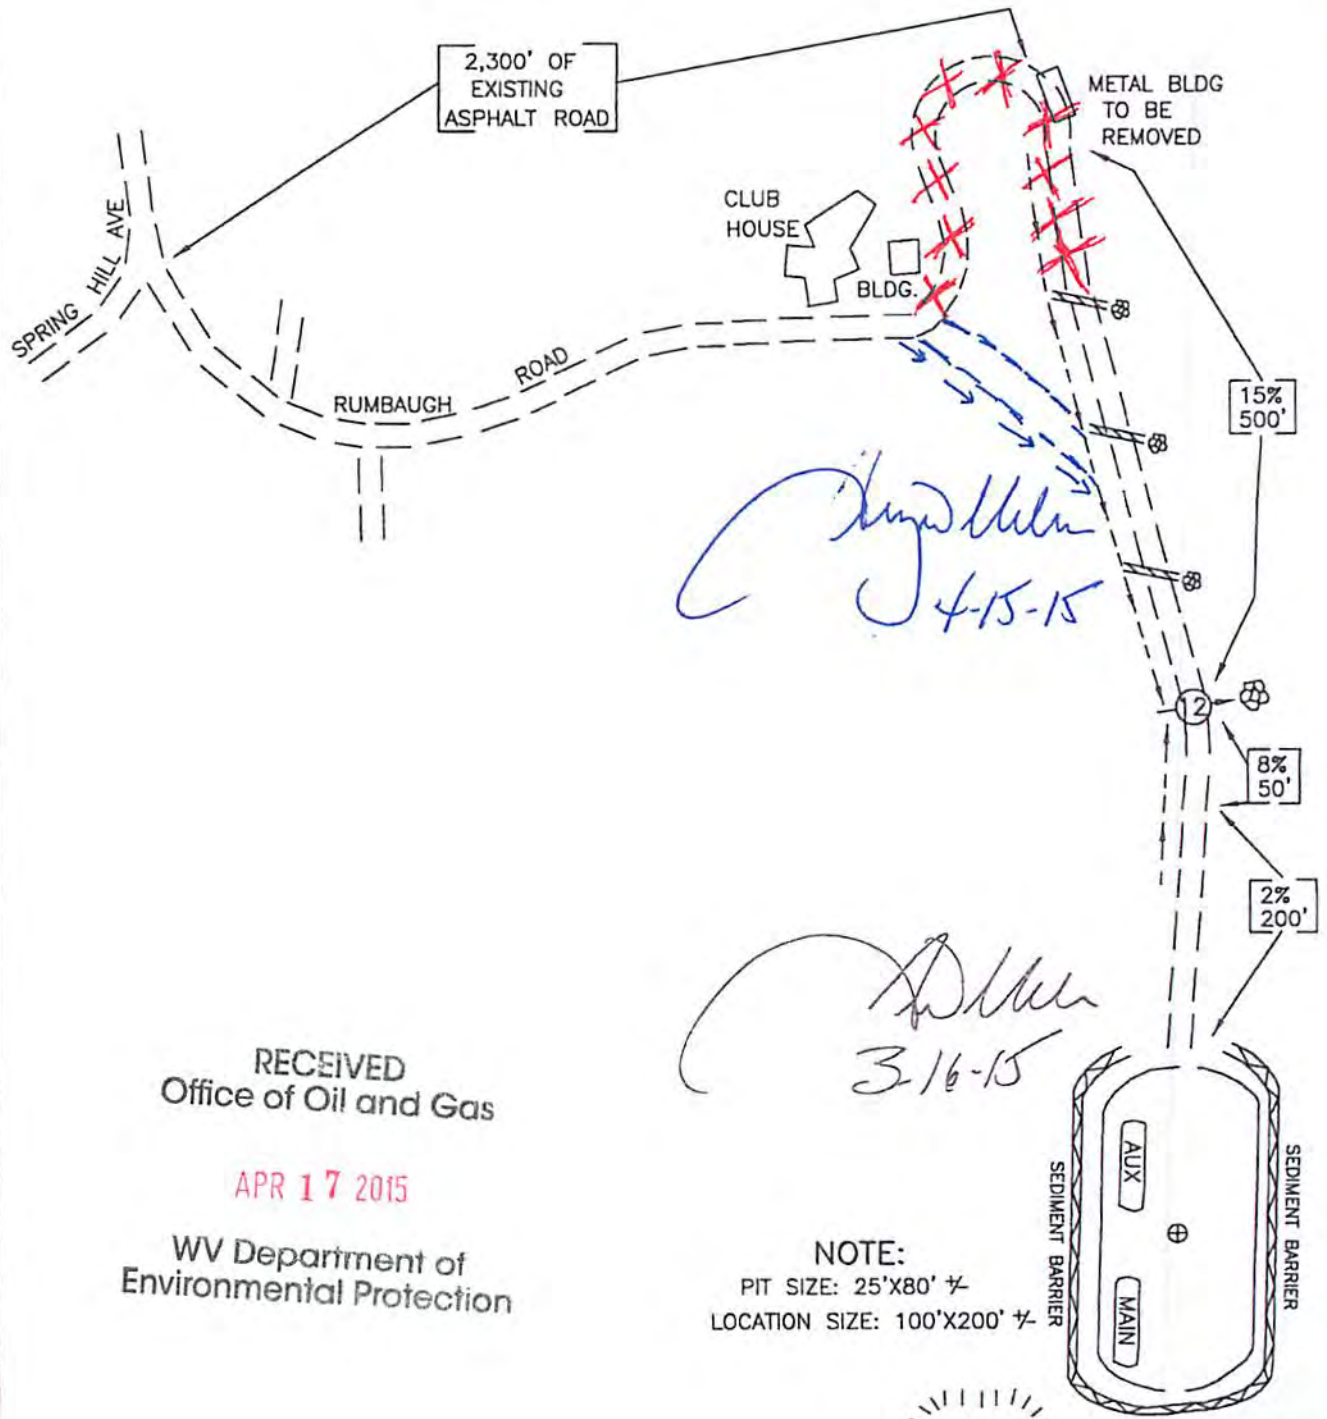 2,300' OF
EXISTING
ASPHALT ROAD
METAL BLDG
TO BE
REMOVED
CLUB
HOUSE
BLDG.
SPRING HILL AVE
RUMBAUGH ROAD
15%
500'
4-15-15
12
8%
50'
2%
200'
3-16-15
RECEIVED
Office of Oil and Gas
APR 17 2015
WV Department of
Environmental Protection
NOTE:
PIT SIZE: 25'X80' +/-
LOCATION SIZE: 100'X200' +/-
AUX
MAIN
SEDIMENT BARRIER
SEDIMENT BARRIER